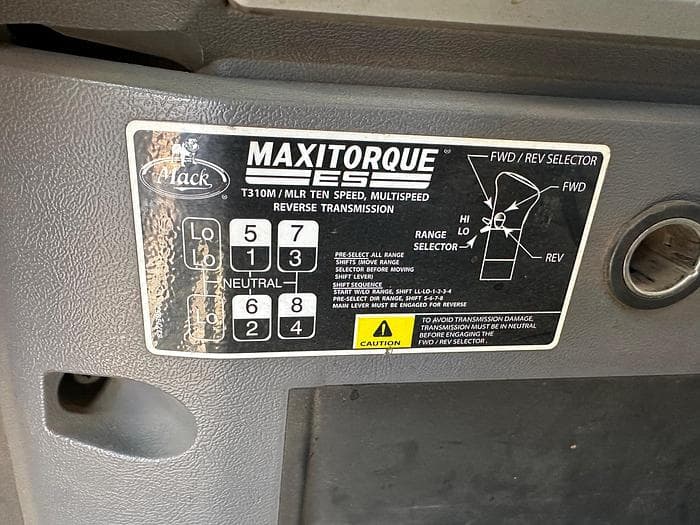 Mack
MAXITORQUE
ES
T310M / MLR TEN SPEED, MULTISPEED
REVERSE TRANSMISSION
FWD / REV SELECTOR
FWD
HI
LO
RANGE
SELECTOR
REV
Lo 5 7
Lo 1 3
NEUTRAL
6 8
Lo 2 4
PRE-SELECT ALL RANGE
SHIFTS (MOVE RANGE
SELECTOR BEFORE MOVING
SHIFT LEVER)
SHIFT SEQUENCE
START W/LO RANGE, SHIFT LL-LO-1-2-3-4
PRE-SELECT DIR RANGE, SHIFT 5-6-7-8
MAIN LEVER MUST BE ENGAGED FOR REVERSE
CAUTION
TO AVOID TRANSMISSION DAMAGE,
TRANSMISSION MUST BE IN NEUTRAL
BEFORE ENGAGING THE
FWD / REV SELECTOR.